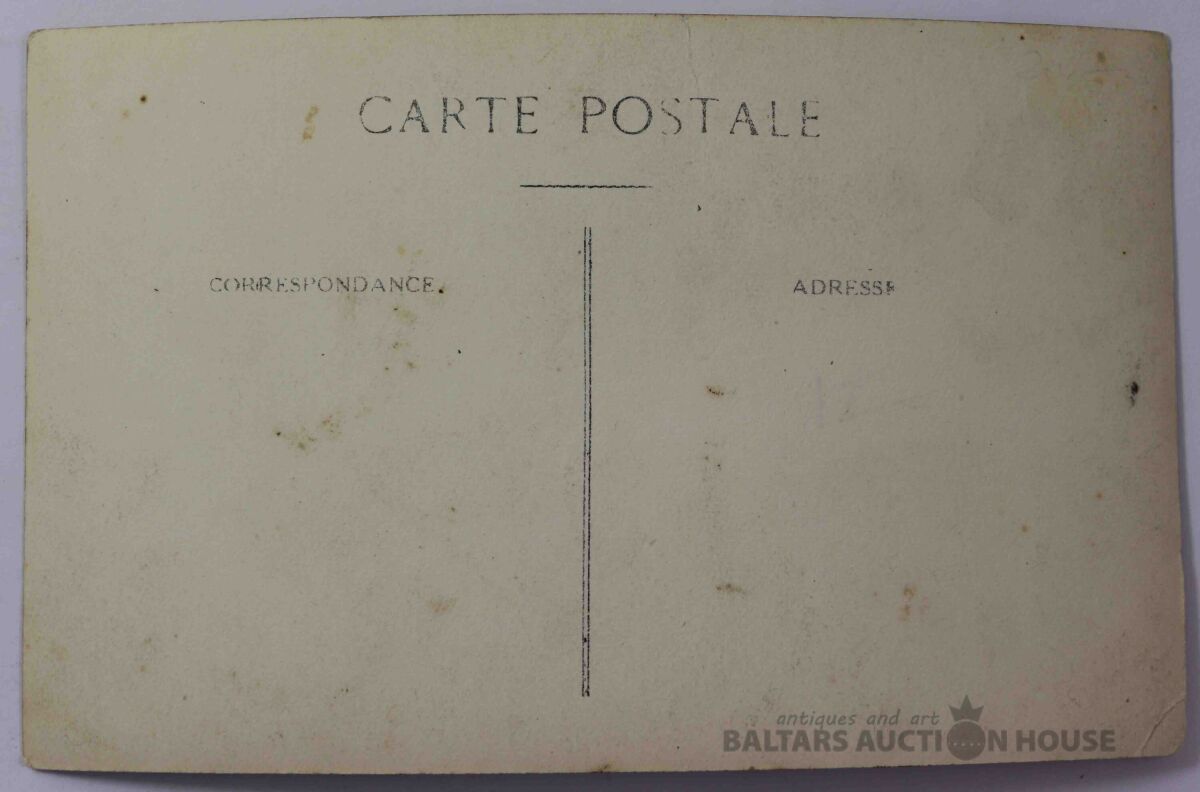 CARTE POSTALE
CORRESPONDANCE.
ADRESSE
antiques and art
BALTARS AUCTION HOUSE